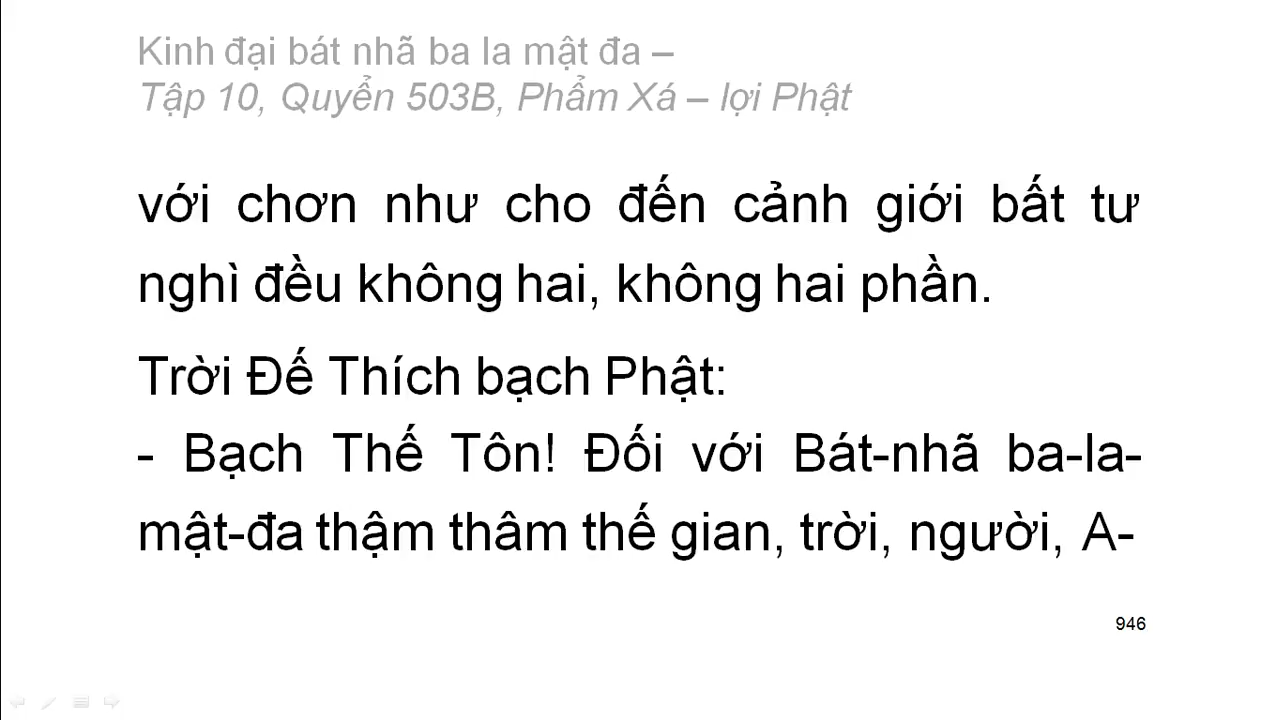 Kinh đại bát nhã ba la mật đa –
Tập 10, Quyển 503B, Phẩm Xá – lợi Phật
với chơn như cho đến cảnh giới bất tư
nghì đều không hai, không hai phần.
Trời Đế Thích bạch Phật:
- Bạch Thế Tôn! Đối với Bát-nhã ba-la-
mật-đa thậm thâm thế gian, trời, người, A-
946